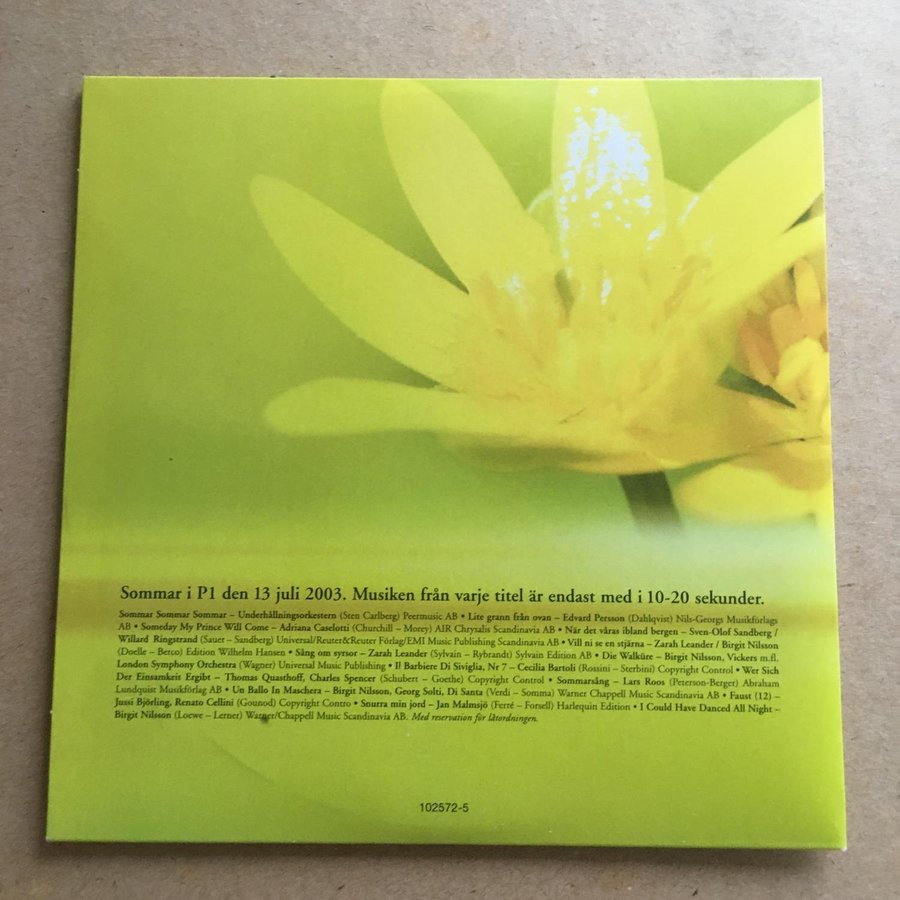 Sommar i P1 den 13 juli 2003. Musiken från varje titel är endast med i 10-20 sekunder.
Sommar Sommar Sommar – Underhållningsorkestern (Sten Carlberg) Peermusic AB • Lite grann från ovan – Edvard Persson (Dahlqvist) Nils-Georgs Musikförlags
AB • Someday My Prince Will Come – Adriana Caselotti (Churchill – Morey) AIR Chrysalis Scandinavia AB • När det våras ibland bergen – Sven-Olof Sandberg /
Willard Ringstrand (Sauer – Sandberg) Universal/Reuter&Reuter Förlag/EMI Music Publishing Scandinavia AB • Vill ni se en stjärna – Zarah Leander / Birgit Nilsson
(Doelle – Betco) Edition Wilhelm Hansen • Sång om syrsor – Zarah Leander (Sylvain – Rybrandt) Sylvain Edition AB • Die Walküre – Birgit Nilsson, Vickers m.fl.
London Symphony Orchestra (Wagner) Universal Music Publishing • Il Barbiere Di Siviglia, Nr 7 – Cecilia Bartoli (Rossini – Sterbini) Copyright Control • Wer Sich
Der Einsamkeit Ergibt – Thomas Quasthoff, Charles Spencer (Schubert – Goethe) Copyright Control • Sommarsång – Lars Roos (Peterson-Berger) Abraham
Lundquist Musikförlag AB • Un Ballo In Maschera – Birgit Nilsson, Georg Solti, Di Santa (Verdi – Somma) Warner Chappell Music Scandinavia AB • Faust (12) –
Jussi Björling, Renato Cellini (Gounod) Copyright Contro • Snurra min jord – Jan Malmsjö (Ferré – Forsell) Harlequin Edition • I Could Have Danced All Night –
Birgit Nilsson (Loewe – Lerner) Warner/Chappell Music Scandinavia AB. Med reservation för låtordningen.
102572-5